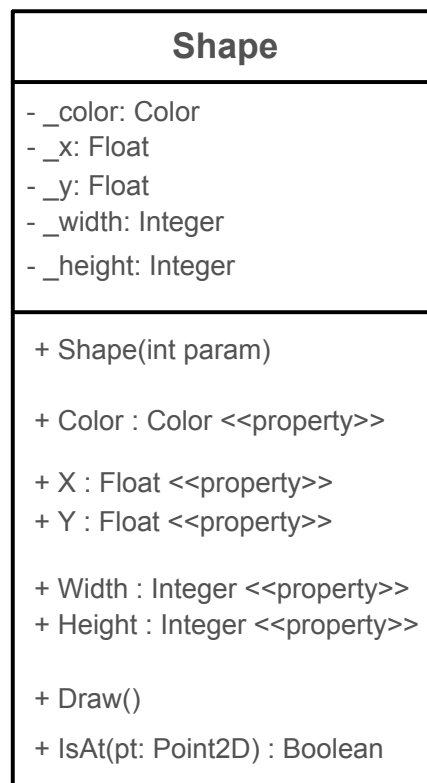 Shape
- _color: Color
- _x: Float
- _y: Float
- _width: Integer
- _height: Integer
+ Shape(int param)
+ Color : Color <<property>>
+ X : Float <<property>>
+ Y : Float <<property>>
+ Width : Integer <<property>>
+ Height : Integer <<property>>
+ Draw()
+ IsAt(pt: Point2D) : Boolean